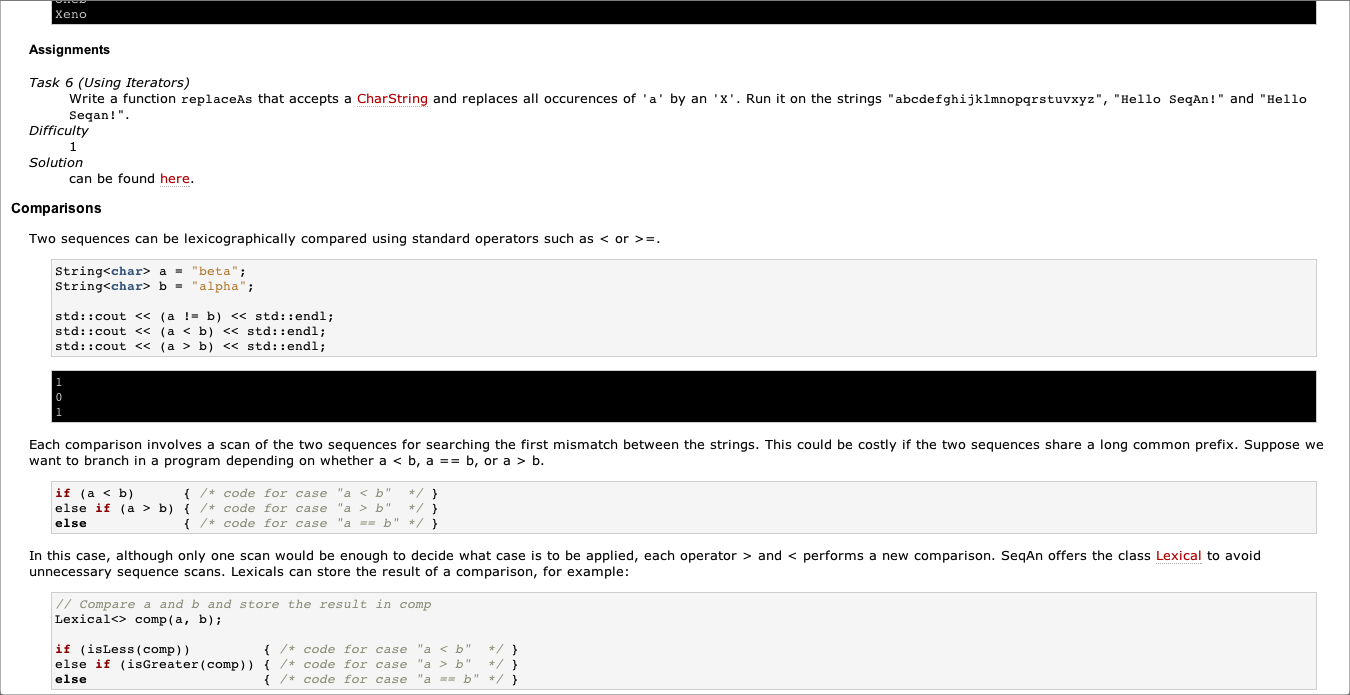 Xeno
Assignments
Task 6 (Using Iterators)
Write a function replaceAs that accepts a CharString and replaces all occurences of 'a' by an 'X'. Run it on the strings "abcdefghijklmnopqrstuvxyz", "Hello SeqAn!" and "Hello
Seqan!".
Difficulty
1
Solution
can be found here.
Comparisons
Two sequences can be lexicographically compared using standard operators such as < or >=.
String<char> a = "beta";
String<char> b = "alpha";
std::cout << (a != b) << std::endl;
std::cout << (a < b) << std::endl;
std::cout << (a > b) << std::endl;
1
0
1
Each comparison involves a scan of the two sequences for searching the first mismatch between the strings. This could be costly if the two sequences share a long common prefix. Suppose we
want to branch in a program depending on whether a < b, a == b, or a > b.
if (a < b)      { /* code for case "a < b"  */ }
else if (a > b) { /* code for case "a > b"  */ }
else            { /* code for case "a == b" */ }
In this case, although only one scan would be enough to decide what case is to be applied, each operator > and < performs a new comparison. SeqAn offers the class Lexical to avoid
unnecessary sequence scans. Lexicals can store the result of a comparison, for example:
// Compare a and b and store the result in comp
Lexical<> comp(a, b);
if (isLess(comp))         { /* code for case "a < b"  */ }
else if (isGreater(comp)) { /* code for case "a > b"  */ }
else                      { /* code for case "a == b" */ }